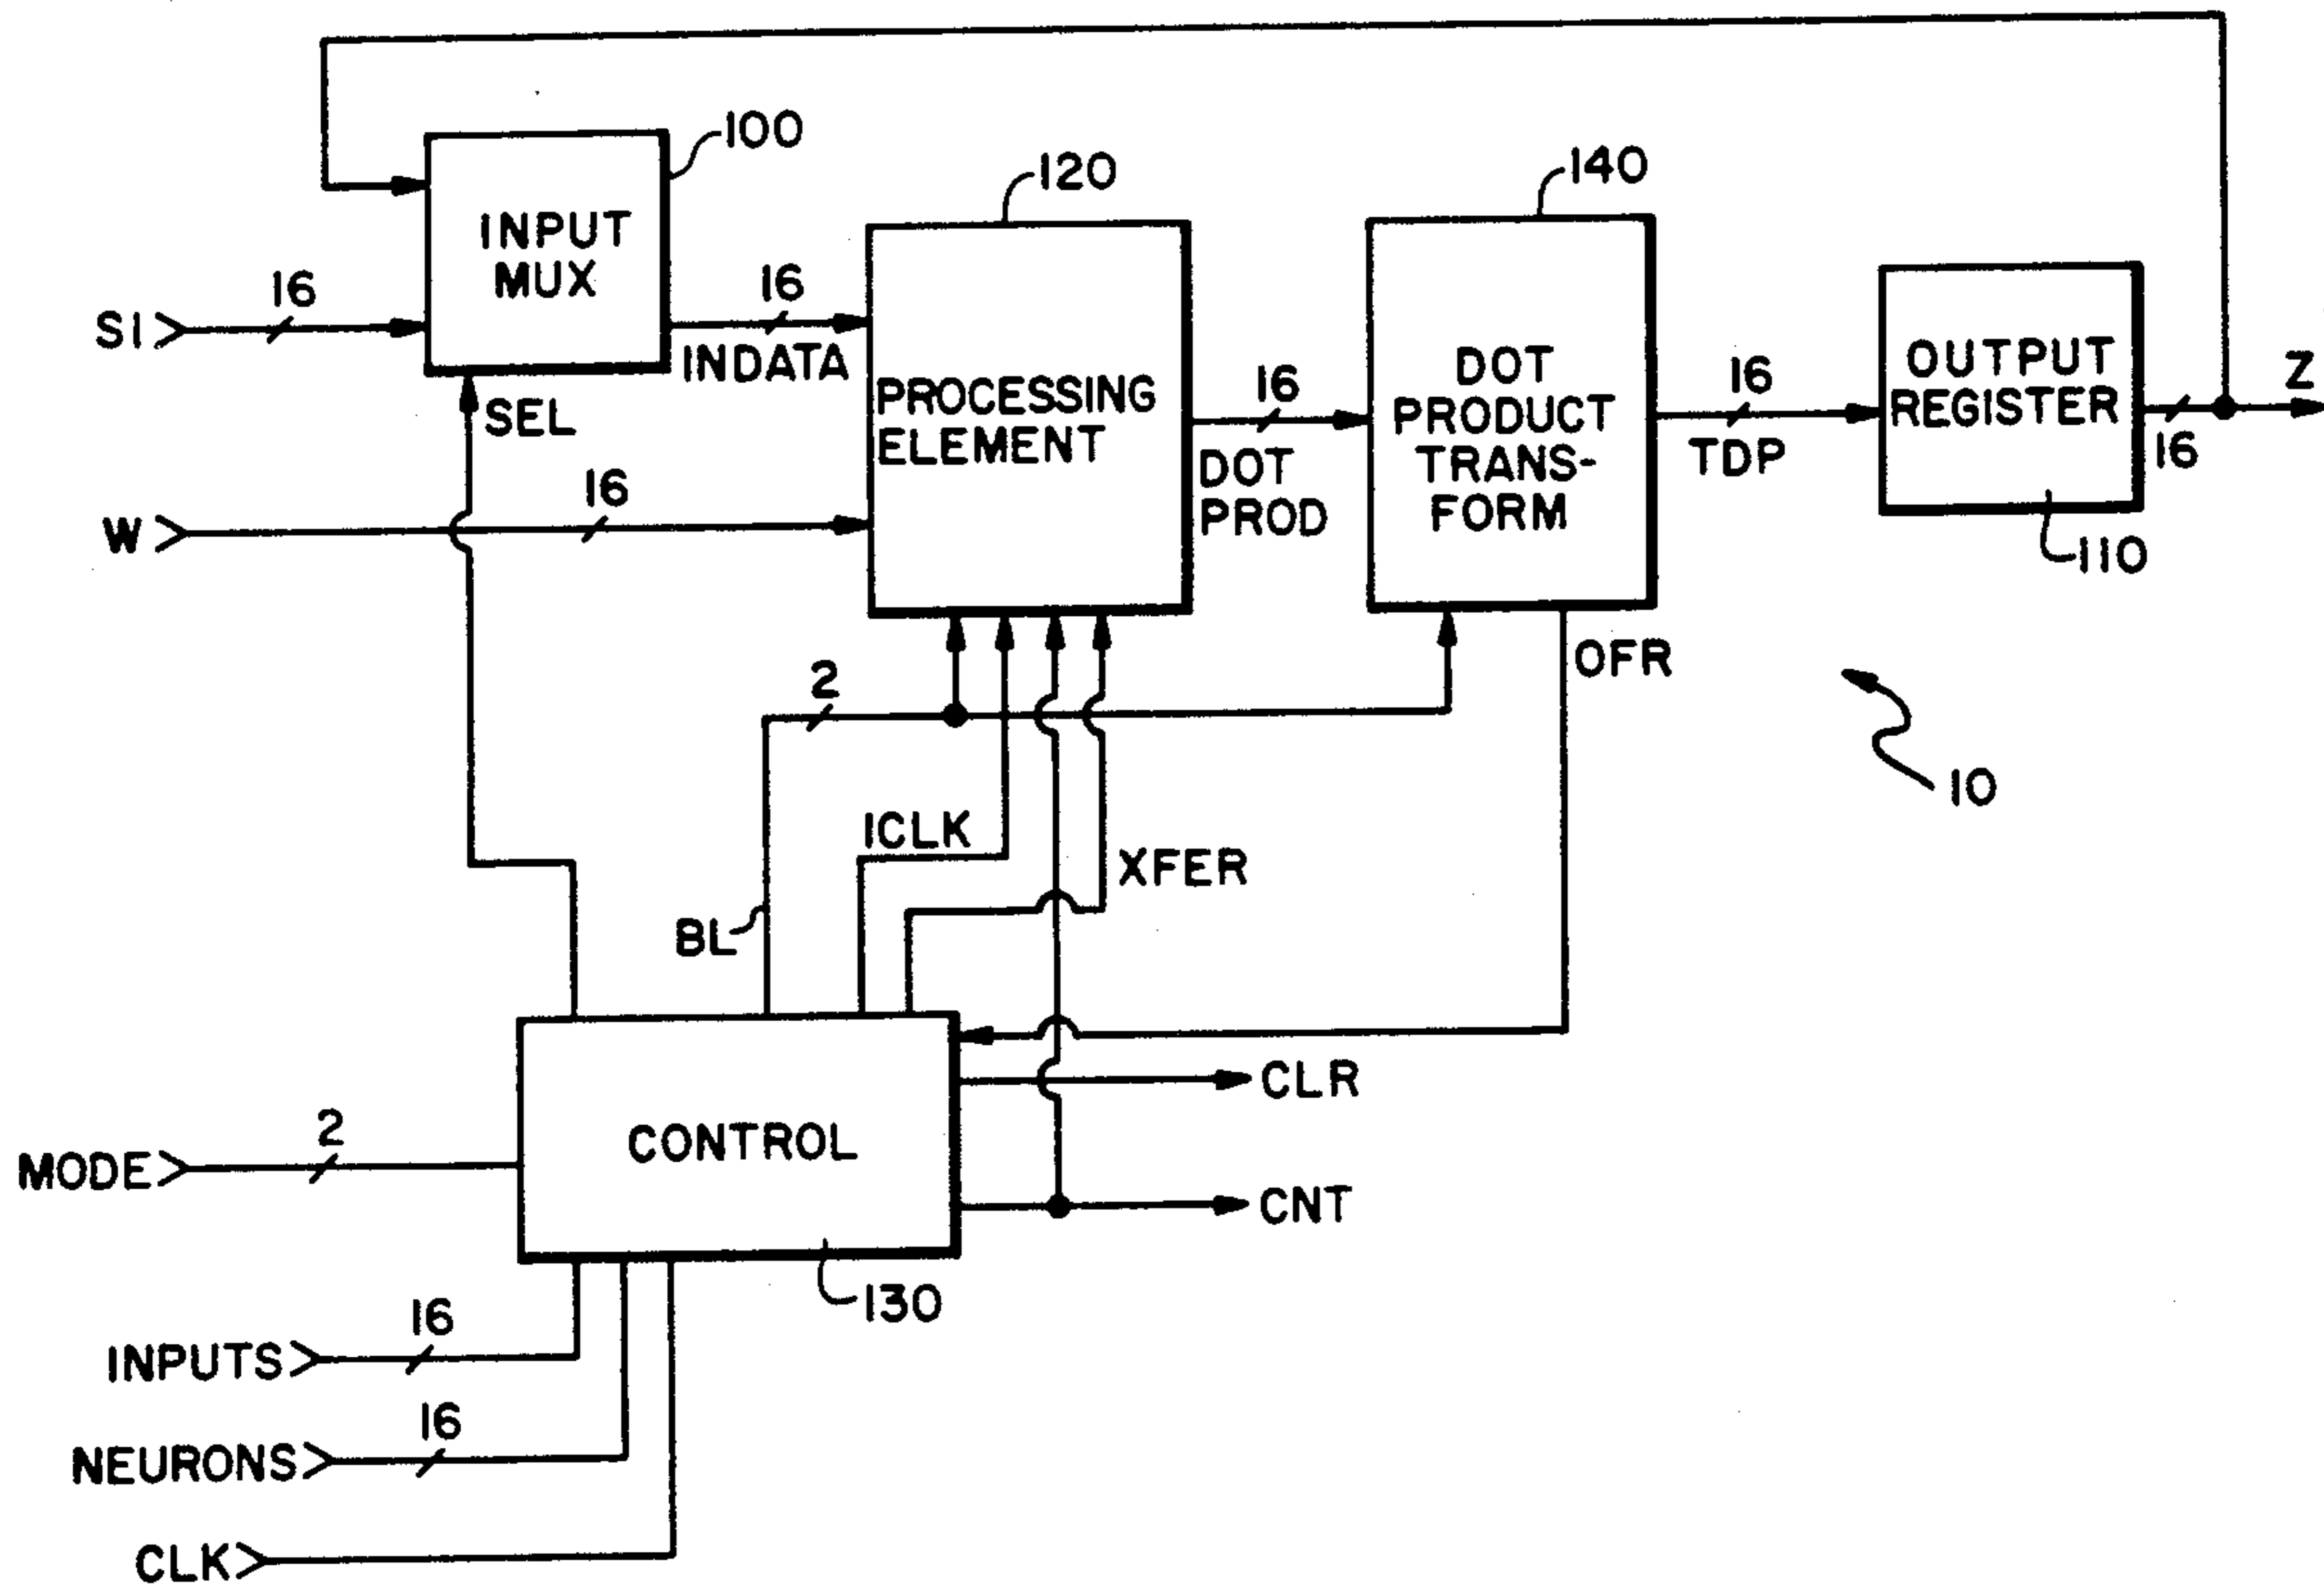 100
INPUT
MUX
16
SI
SEL
16
INDATA
120
PROCESSING
ELEMENT
16
W
16
DOT
PROD
140
DOT
PRODUCT
TRANS-
FORM
16
TDP
OUTPUT
REGISTER
110
16
Z
OFR
10
2
BL
ICLK
XFER
CONTROL
130
CLR
CNT
MODE
2
INPUTS
16
NEURONS
16
CLK